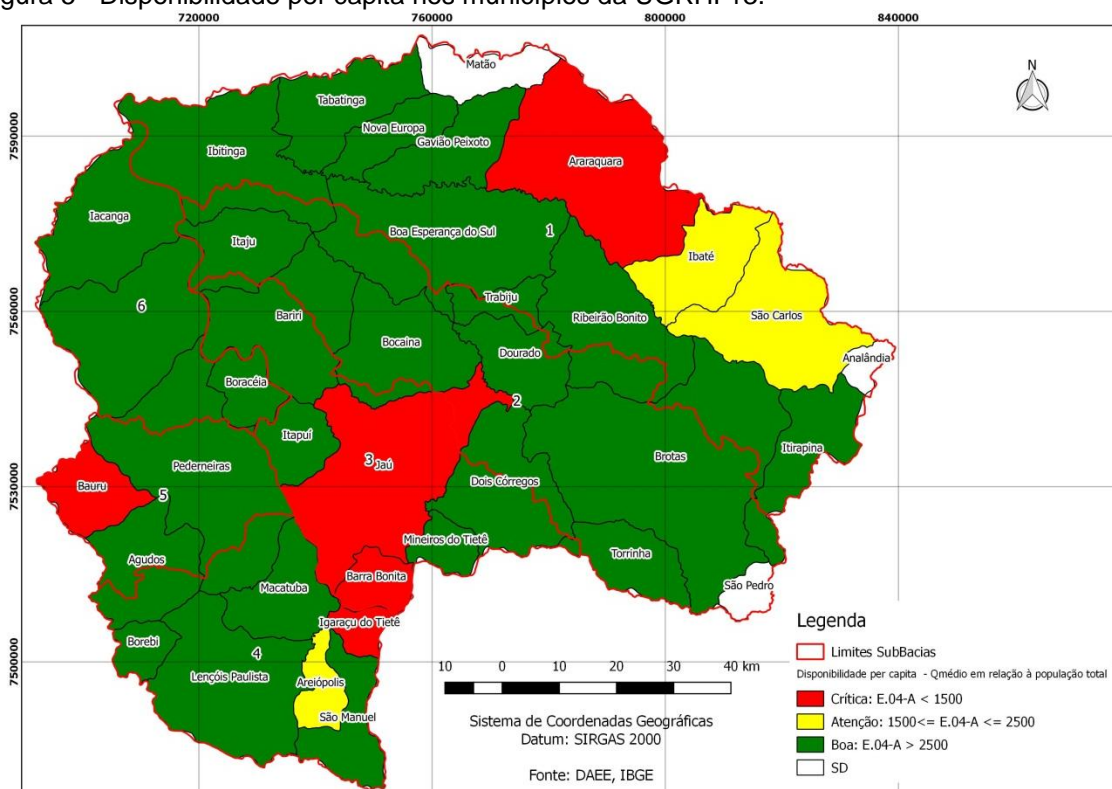 Disponibilidade per capita nos municípios da UGRHI 13.
720000 760000 800000 840000
Matão
N
Tabatinga
Nova Europa
7590000
Gavião Peixoto
Ibitinga
Araraquara
Iacanga
Itaju
Boa Esperança do Sul
1
Ibaté
6
Trabiju
7560000
Bariri
Ribeirão Bonito
São Carlos
Bocaina
Dourado
Analândia
Boracéia
2
Itapuí
Itirapina
Brotas
3
Jaú
Pederneiras
Dois Córregos
Bauru
7530000
5
Mineiros do Tietê
Agudos
Torrinha
Barra Bonita
Macatuba
São Pedro
Igaraçu do Tietê
Borebi
4
7500000
Lençóis Paulista
Areiópolis
São Manuel
10 0 10 20 30 40 km
Sistema de Coordenadas Geográficas
Datum: SIRGAS 2000
Fonte: DAEE, IBGE
Legenda
Limites SubBacias
Disponibilidade per capita - Qmédio em relação à população total
Crítica: E.04-A < 1500
Atenção: 1500<= E.04-A <= 2500
Boa: E.04-A > 2500
SD